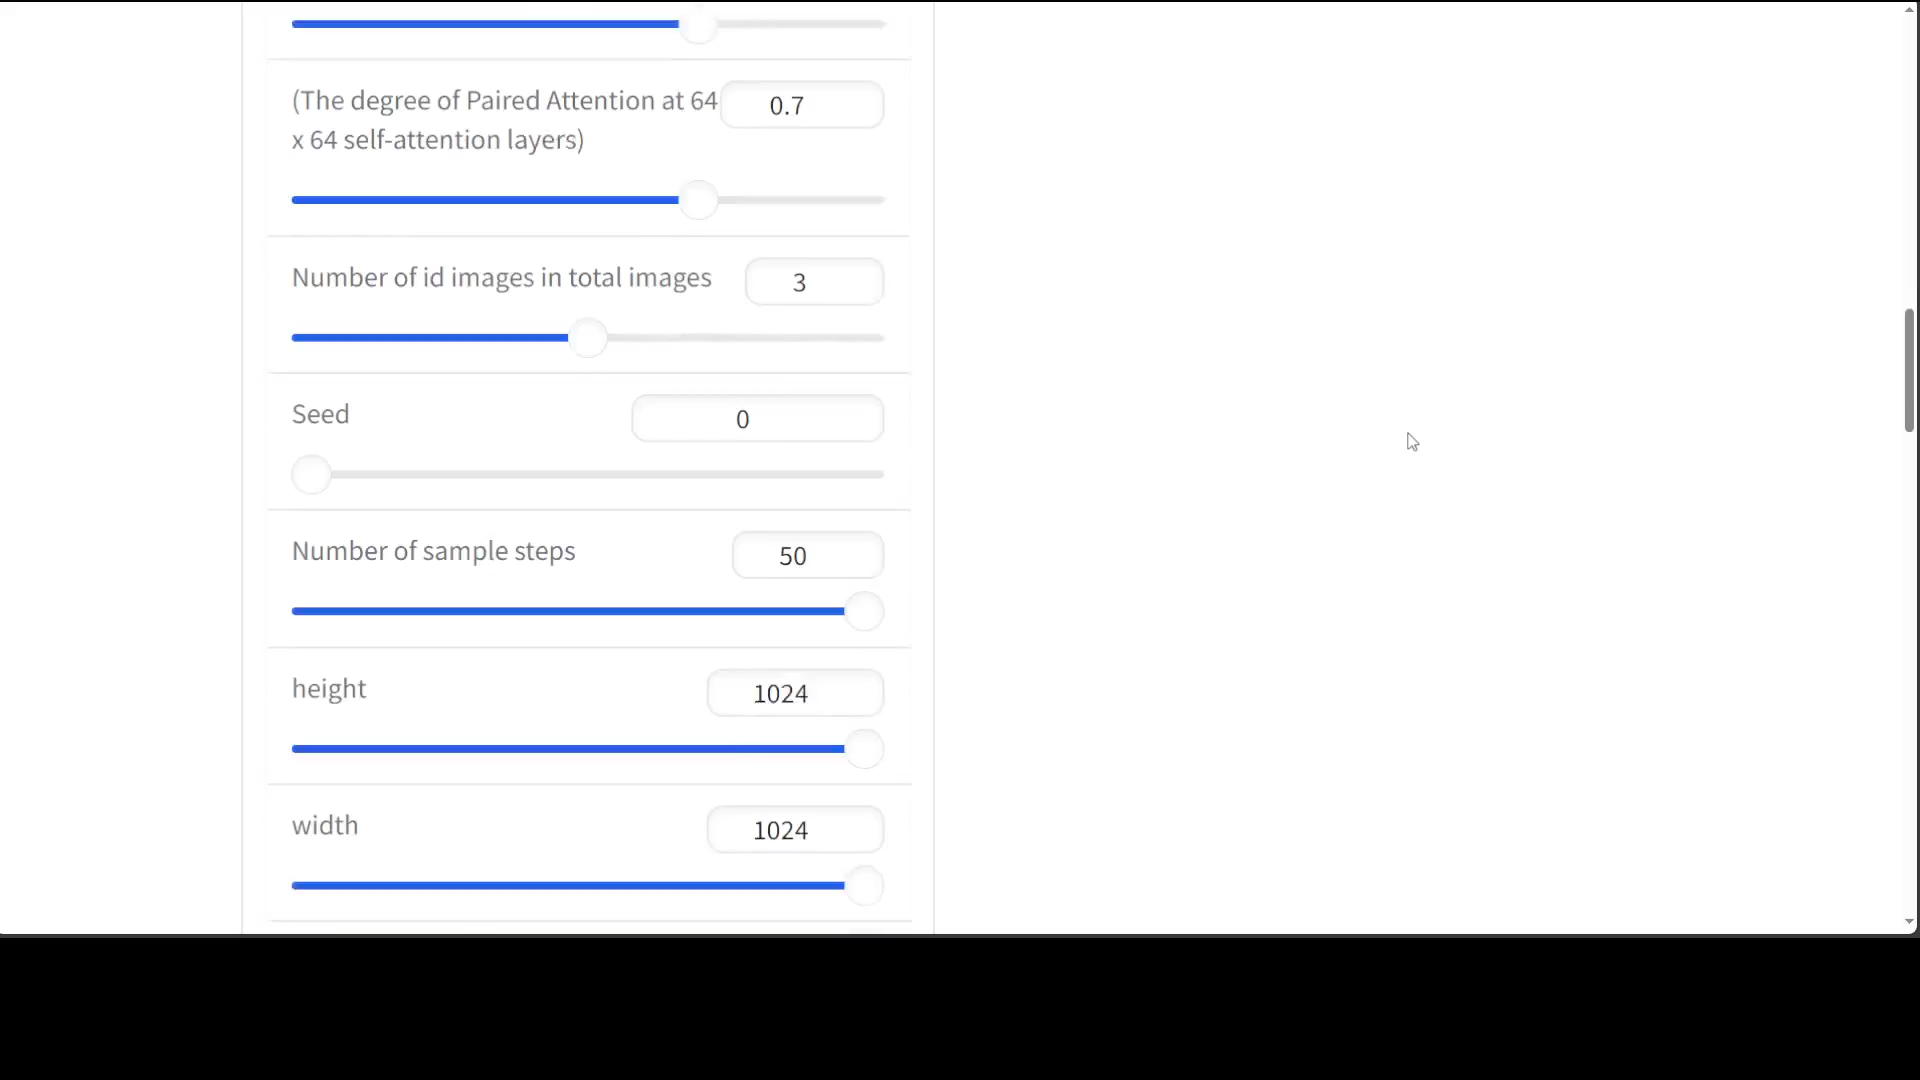 (The degree of Paired Attention at 64
0.7
x 64 self-attention layers)
Number of id images in total images
3
Seed
0
Number of sample steps
50
height
1024
width
1024